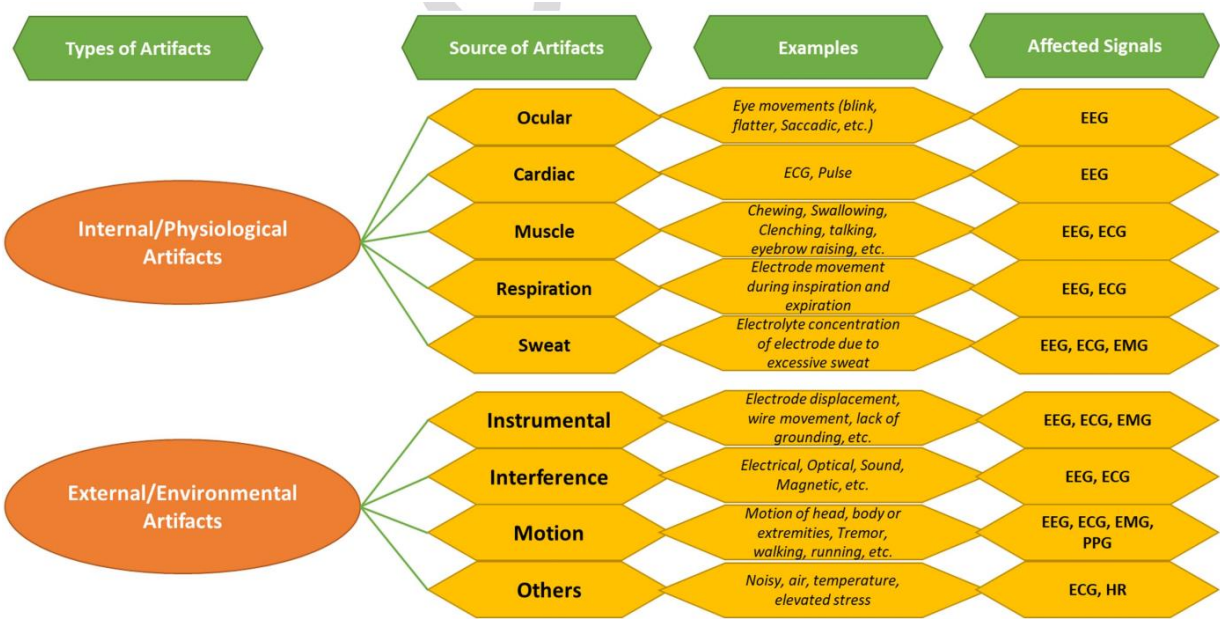 Types of Artifacts
Source of Artifacts
Examples
Affected Signals
Internal/Physiological
Artifacts
Ocular
Eye movements (blink,
flatter, Saccadic, etc.)
EEG
Cardiac
ECG, Pulse
EEG
Muscle
Chewing, Swallowing,
Clenching, talking,
eyebrow raising, etc.
EEG, ECG
Respiration
Electrode movement
during inspiration and
expiration
EEG, ECG
Sweat
Electrolyte concentration
of electrode due to
excessive sweat
EEG, ECG, EMG
External/Environmental
Artifacts
Instrumental
Electrode displacement,
wire movement, lack of
grounding, etc.
EEG, ECG, EMG
Interference
Electrical, Optical, Sound,
Magnetic, etc.
EEG, ECG
Motion
Motion of head, body or
extremities, Tremor,
walking, running, etc.
EEG, ECG, EMG,
PPG
Others
Noisy, air, temperature,
elevated stress
ECG, HR